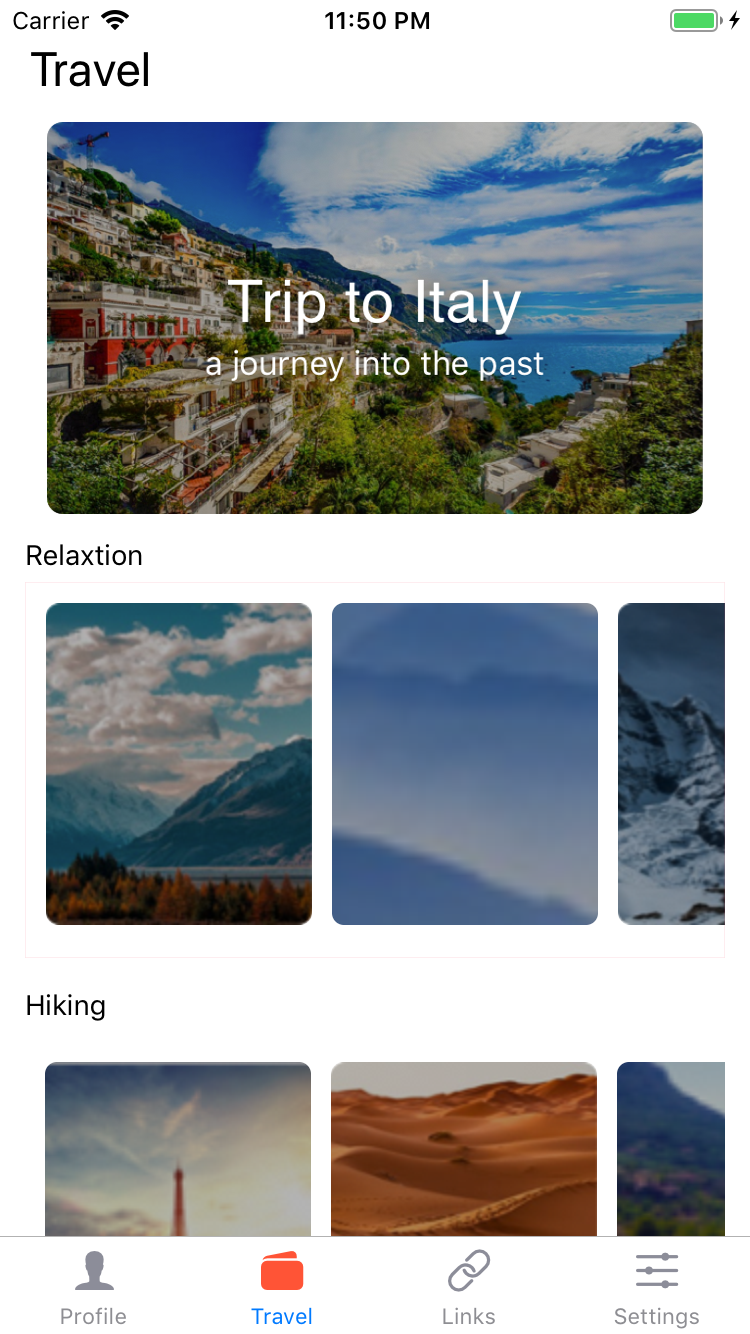 Carrier 11:50 PM
Travel
Trip to Italy
a journey into the past
Relaxtion
Hiking
Profile Travel Links Settings